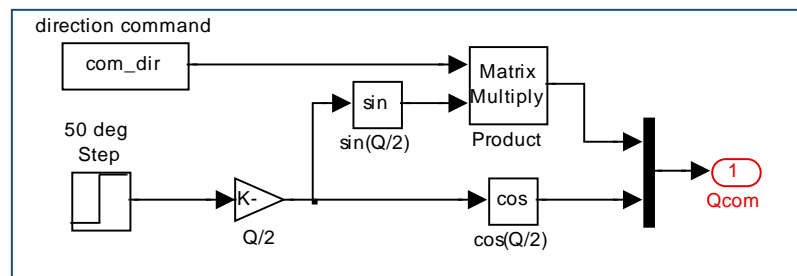 direction command
com_dir
Matrix
Multiply
Product
sin
sin(Q/2)
50 deg
Step
K-
Q/2
cos
cos(Q/2)
1
Qcom